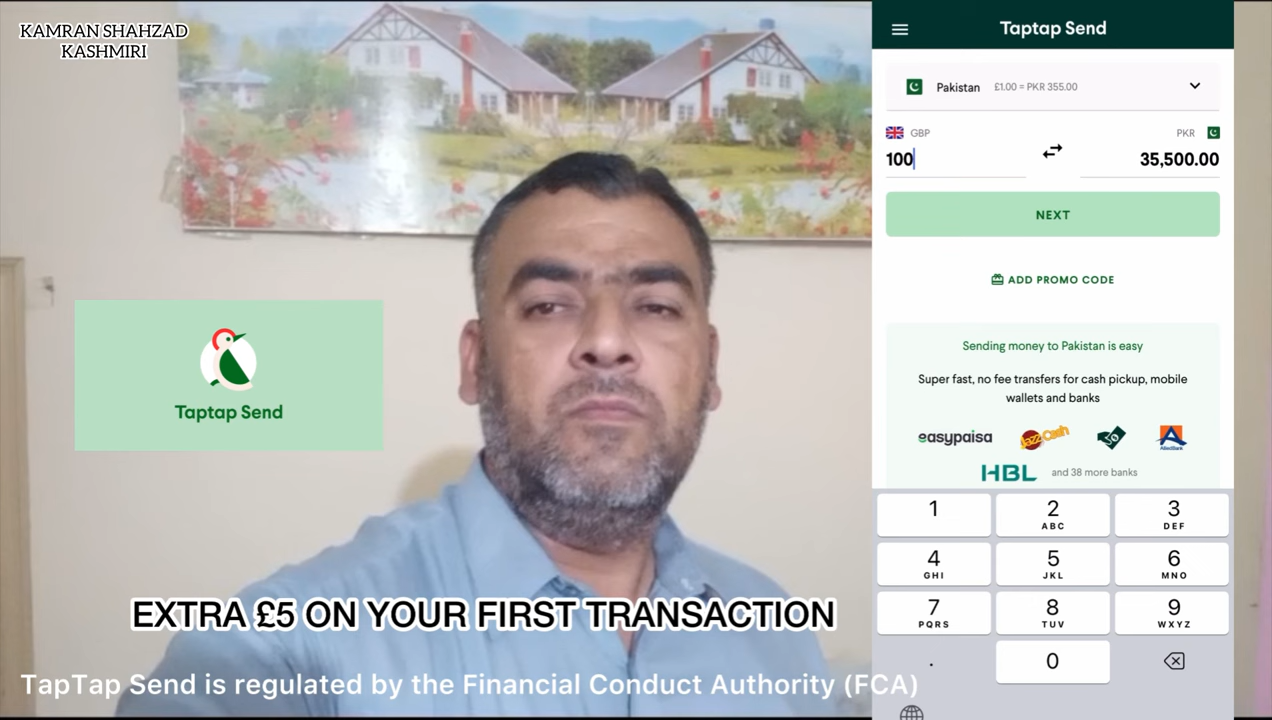 KAMRAN SHAHZAD
KASHMIRI
Taptap Send
EXTRA £5 ON YOUR FIRST TRANSACTION
TapTap Send is regulated by the Financial Conduct Authority (FCA)
Taptap Send
Pakistan £1.00 = PKR 355.00
GBP PKR
100 35,500.00
NEXT
ADD PROMO CODE
Sending money to Pakistan is easy
Super fast, no fee transfers for cash pickup, mobile
wallets and banks
easypaisa JazzCash AlliedBank
HBL and 38 more banks
1 2 ABC 3 DEF
4 GHI 5 JKL 6 MNO
7 PQRS 8 TUV 9 WXYZ
. 0